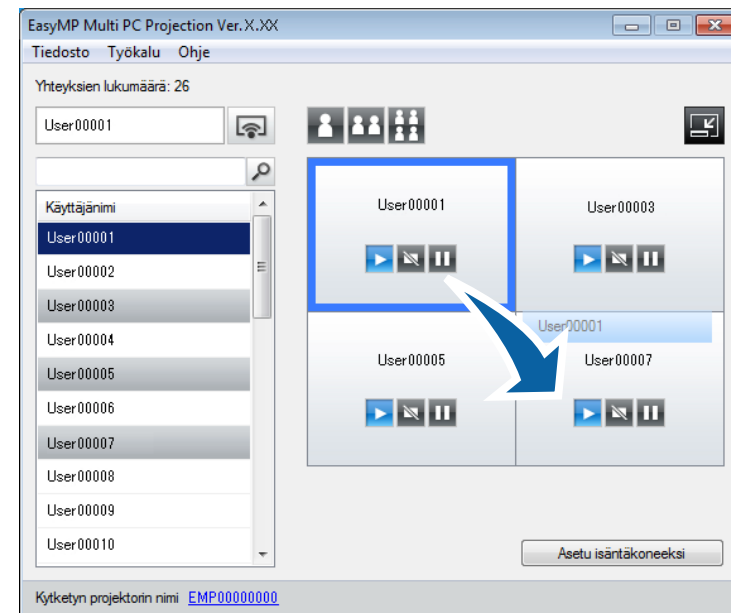 EasyMP Multi PC Projection Ver.X.XX
Tiedosto Työkalu Ohje
Yhteyksien lukumäärä: 26
User00001
Käyttäjänimi
User00001
User00002
User00003
User00004
User00005
User00006
User00007
User00008
User00009
User00010
User00001
User00003
User00001
User00005
User00007
Asetu isäntäkoneeksi
Kytketyn projektorin nimi EMP00000000